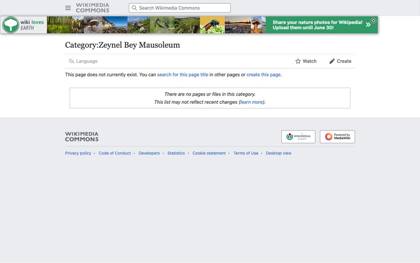 WIKIMEDIA
COMMONS
Search Wikimedia Commons
wiki loves
EARTH
Share your nature photos for Wikipedia!
Upload them until June 30!
Category:Zeynel Bey Mausoleum
Language
Watch
Create
This page does not currently exist. You can search for this page title in other pages or create this page.
There are no pages or files in this category.
This list may not reflect recent changes (learn more).
WIKIMEDIA
COMMONS
Powered by
MediaWiki
Privacy policy
Code of Conduct
Developers
Statistics
Cookie statement
Terms of Use
Desktop view